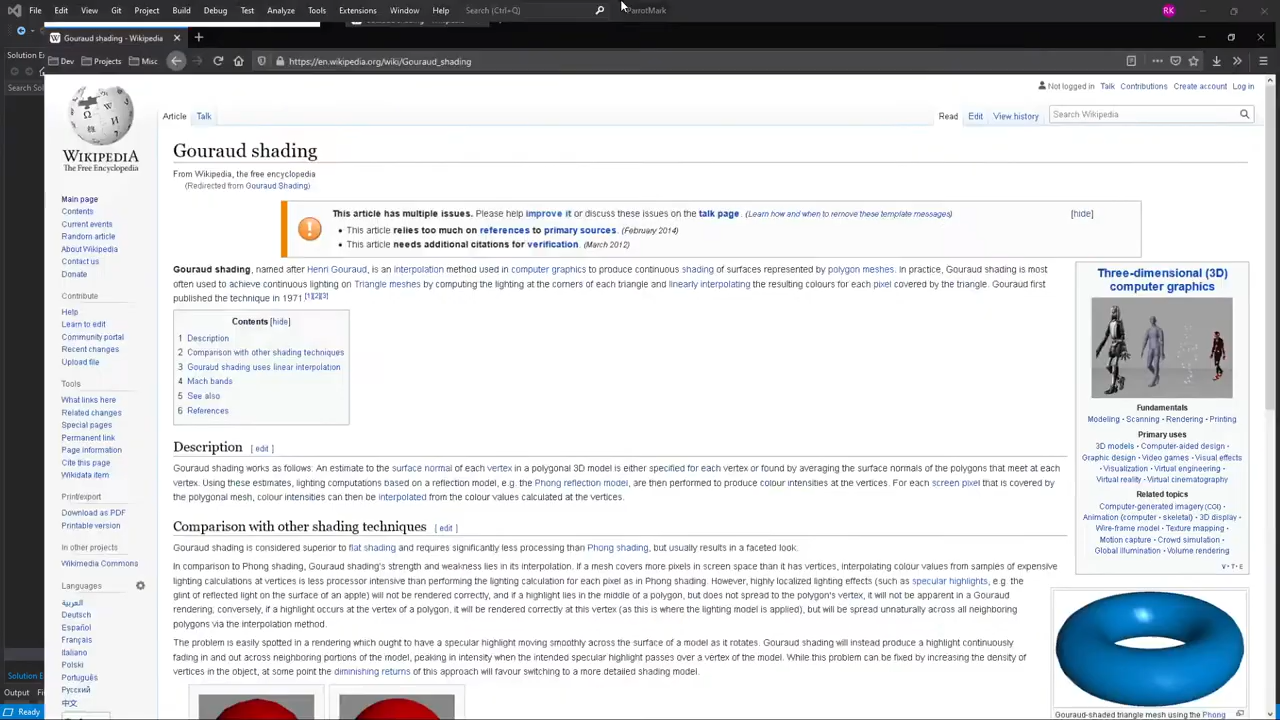 File Edit View Git Project Build Debug Test Analyze Tools Extensions Window Help Search (Ctrl+Q) ParrotMark RK
Gouraud shading - Wikipedia
Solution E
Dev Projects Misc https://en.wikipedia.org/wiki/Gouraud_shading
Search Sol
Not logged in Talk Contributions Create account Log in
Article Talk Read Edit View history Search Wikipedia
WIKIPEDIA
The Free Encyclopedia
Main page
Contents
Current events
Random article
About Wikipedia
Contact us
Donate
Contribute
Help
Learn to edit
Community portal
Recent changes
Upload file
Tools
What links here
Related changes
Special pages
Permanent link
Page information
Cite this page
Wikidata item
Print/export
Download as PDF
Printable version
In other projects
Wikimedia Commons
Languages
العربية
Deutsch
Español
Français
Italiano
Polski
Português
Русский
中文
Gouraud shading
From Wikipedia, the free encyclopedia
(Redirected from Gouraud Shading)
This article has multiple issues. Please help improve it or discuss these issues on the talk page. (Learn how and when to remove these template messages) [hide]
• This article relies too much on references to primary sources. (February 2014)
• This article needs additional citations for verification. (March 2012)
Gouraud shading, named after Henri Gouraud, is an interpolation method used in computer graphics to produce continuous shading of surfaces represented by polygon meshes. In practice, Gouraud shading is most
often used to achieve continuous lighting on Triangle meshes by computing the lighting at the corners of each triangle and linearly interpolating the resulting colours for each pixel covered by the triangle. Gouraud first
published the technique in 1971.[1][2][3]
Contents [hide]
1 Description
2 Comparison with other shading techniques
3 Gouraud shading uses linear interpolation
4 Mach bands
5 See also
6 References
Description [ edit ]
Gouraud shading works as follows: An estimate to the surface normal of each vertex in a polygonal 3D model is either specified for each vertex or found by averaging the surface normals of the polygons that meet at each
vertex. Using these estimates, lighting computations based on a reflection model, e.g. the Phong reflection model, are then performed to produce colour intensities at the vertices. For each screen pixel that is covered by
the polygonal mesh, colour intensities can then be interpolated from the colour values calculated at the vertices.
Comparison with other shading techniques [ edit ]
Gouraud shading is considered superior to flat shading and requires significantly less processing than Phong shading, but usually results in a faceted look.
In comparison to Phong shading, Gouraud shading's strength and weakness lies in its interpolation. If a mesh covers more pixels in screen space than it has vertices, interpolating colour values from samples of expensive
lighting calculations at vertices is less processor intensive than performing the lighting calculation for each pixel as in Phong shading. However, highly localized lighting effects (such as specular highlights, e.g. the
glint of reflected light on the surface of an apple) will not be rendered correctly, and if a highlight lies in the middle of a polygon, but does not spread to the polygon's vertex, it will not be apparent in a Gouraud
rendering; conversely, if a highlight occurs at the vertex of a polygon, it will be rendered correctly at this vertex (as this is where the lighting model is applied), but will be spread unnaturally across all neighboring
polygons via the interpolation method.
The problem is easily spotted in a rendering which ought to have a specular highlight moving smoothly across the surface of a model as it rotates. Gouraud shading will instead produce a highlight continuously
fading in and out across neighboring portions of the model, peaking in intensity when the intended specular highlight passes over a vertex of the model. While this problem can be fixed by increasing the density of
vertices in the object, at some point the diminishing returns of this approach will favour switching to a more detailed shading model.
Three-dimensional (3D)
computer graphics
Fundamentals
Modeling • Scanning • Rendering • Printing
Primary uses
3D models • Computer-aided design •
Graphic design • Video games • Visual effects
• Visualization • Virtual engineering •
Virtual reality • Virtual cinematography
Related topics
Computer-generated imagery (CGI) •
Animation (computer • skeletal) • 3D display •
Wire-frame model • Texture mapping •
Motion capture • Crowd simulation •
Global illumination • Volume rendering
V • T • E
Gouraud-shaded triangle mesh using the Phong
Solution E
Output Fi
Ready